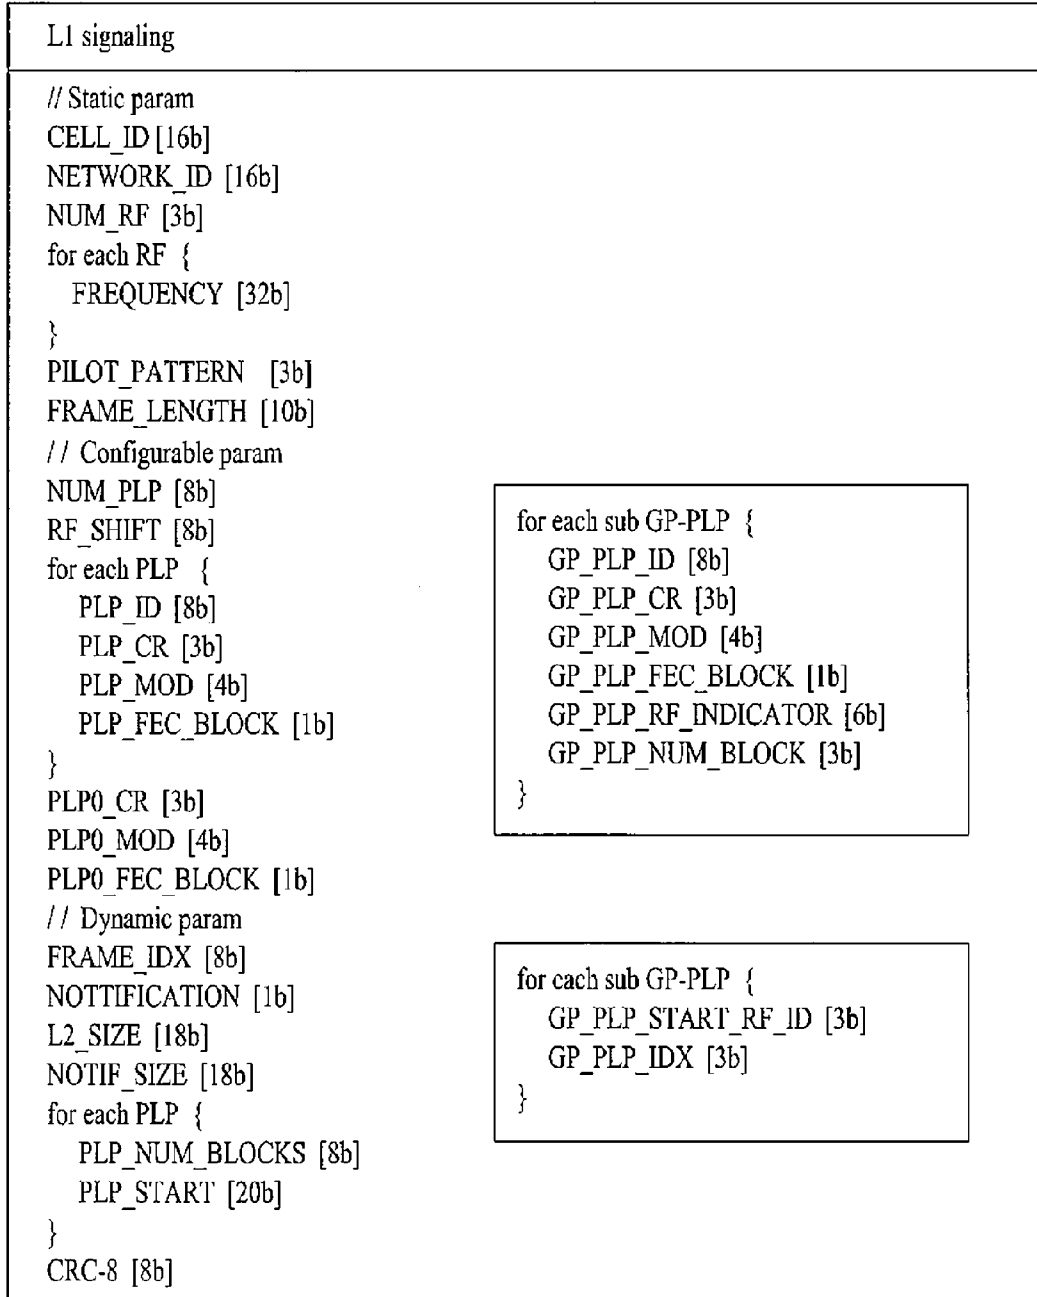 L1 signaling
// Static param
CELL_ID [16b]
NETWORK_ID [16b]
NUM_RF [3b]
for each RF {
FREQUENCY [32b]
}
PILOT_PATTERN [3b]
FRAME_LENGTH [10b]
// Configurable param
NUM_PLP [8b]
RF_SHIFT [8b]
for each PLP {
PLP_ID [8b]
PLP_CR [3b]
PLP_MOD [4b]
PLP_FEC_BLOCK [1b]
}
PLP0_CR [3b]
PLP0_MOD [4b]
PLP0_FEC_BLOCK [1b]
// Dynamic param
FRAME_IDX [8b]
NOTTIFICATION [1b]
L2_SIZE [18b]
NOTIF_SIZE [18b]
for each PLP {
PLP_NUM_BLOCKS [8b]
PLP_START [20b]
}
CRC-8 [8b]
for each sub GP-PLP {
GP_PLP_ID [8b]
GP_PLP_CR [3b]
GP_PLP_MOD [4b]
GP_PLP_FEC_BLOCK [1b]
GP_PLP_RF_INDICATOR [6b]
GP_PLP_NUM_BLOCK [3b]
}
for each sub GP-PLP {
GP_PLP_START_RF_ID [3b]
GP_PLP_IDX [3b]
}